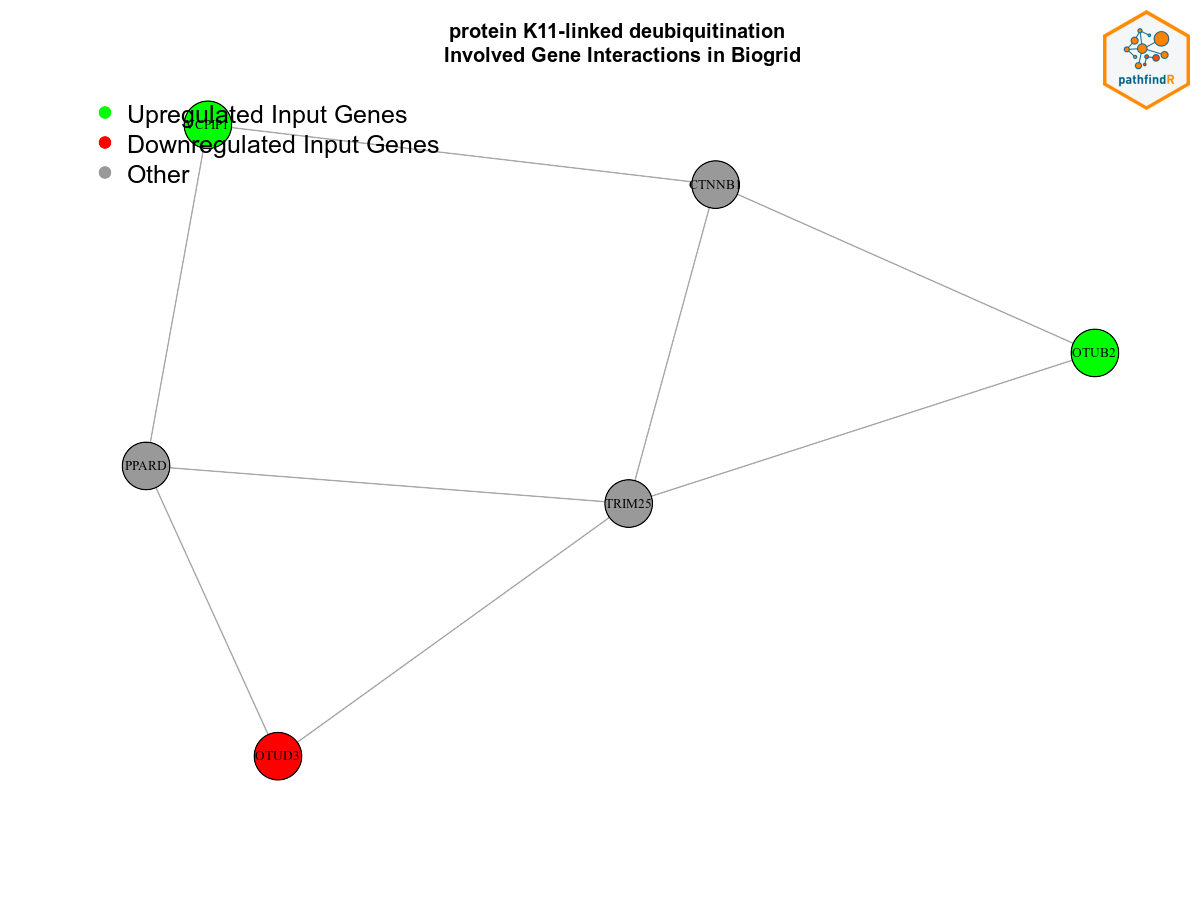 protein K11-linked deubiquitination
Involved Gene Interactions in Biogrid
pathfindR
Upregulated Input Genes
Downregulated Input Genes
Other
CTNNB1
OTUB2
PPARD
TRIM25
OTUD3